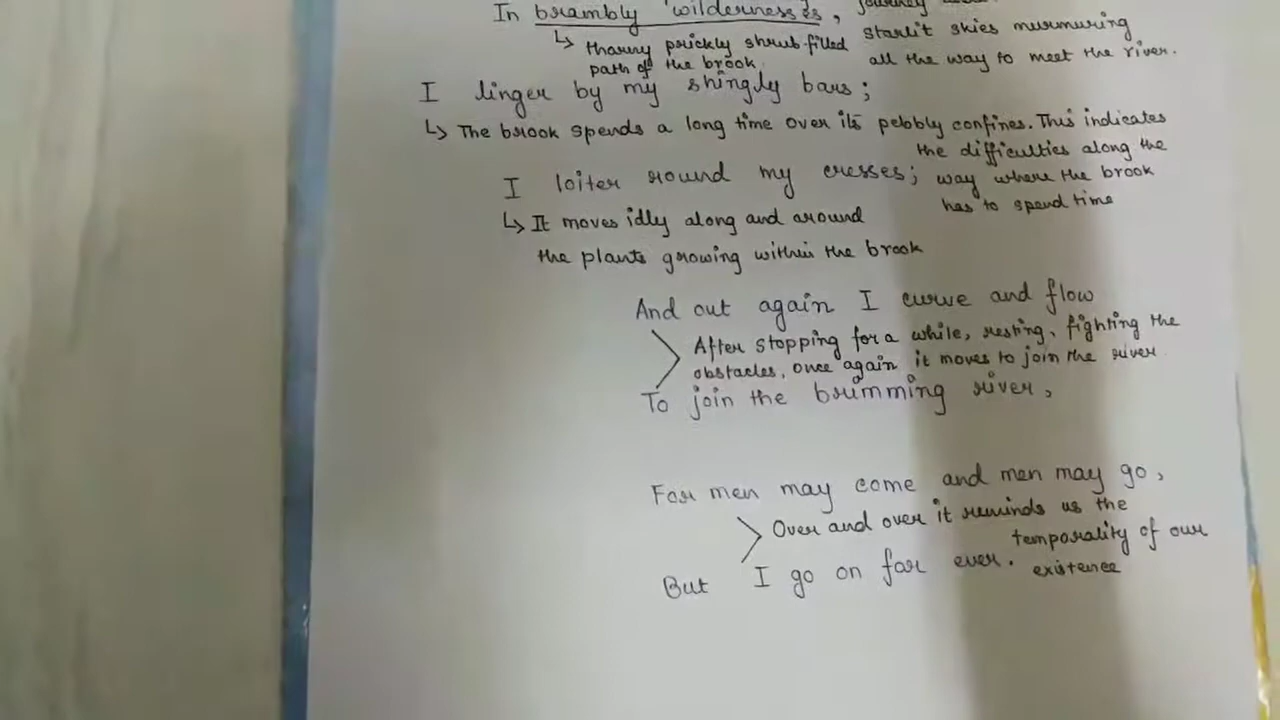 In brambly wildernesses, journey
↳ thorny prickly shrub filled starlit skies murmuring
path of the brook all the way to meet the river.
I linger by my shingly bars;
↳ The brook spends a long time over its pebbly confines. This indicates
the difficulties along the
I loiter round my cresses; way where the brook
has to spend time
↳ It moves idly along and around
the plants growing within the brook
And out again I curve and flow
After stopping for a while, resting, fighting the
obstacles, once again it moves to join the river
To join the brimming river,
For men may come and men may go,
Over and over it reminds us the
temporality of our
But I go on for ever. existence